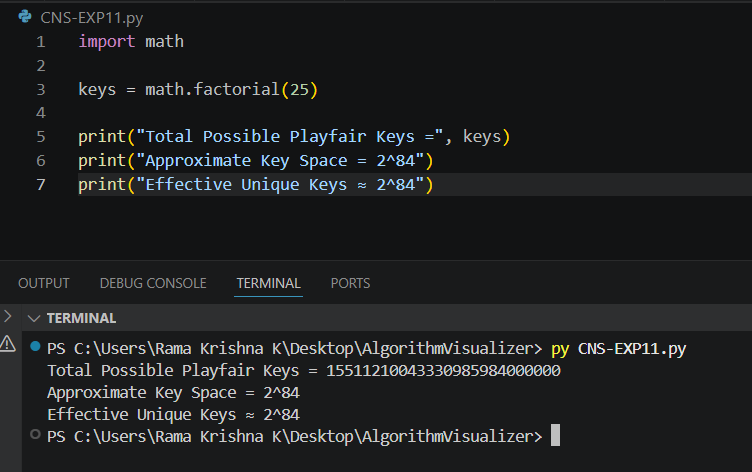 CNS-EXP11.py
1 import math
2
3 keys = math.factorial(25)
4
5 print("Total Possible Playfair Keys =", keys)
6 print("Approximate Key Space = 2^84")
7 print("Effective Unique Keys ≈ 2^84")
OUTPUT DEBUG CONSOLE TERMINAL PORTS
TERMINAL
PS C:\Users\Rama Krishna K\Desktop\AlgorithmVisualizer> py CNS-EXP11.py
Total Possible Playfair Keys = 15511210043330985984000000
Approximate Key Space = 2^84
Effective Unique Keys ≈ 2^84
PS C:\Users\Rama Krishna K\Desktop\AlgorithmVisualizer>